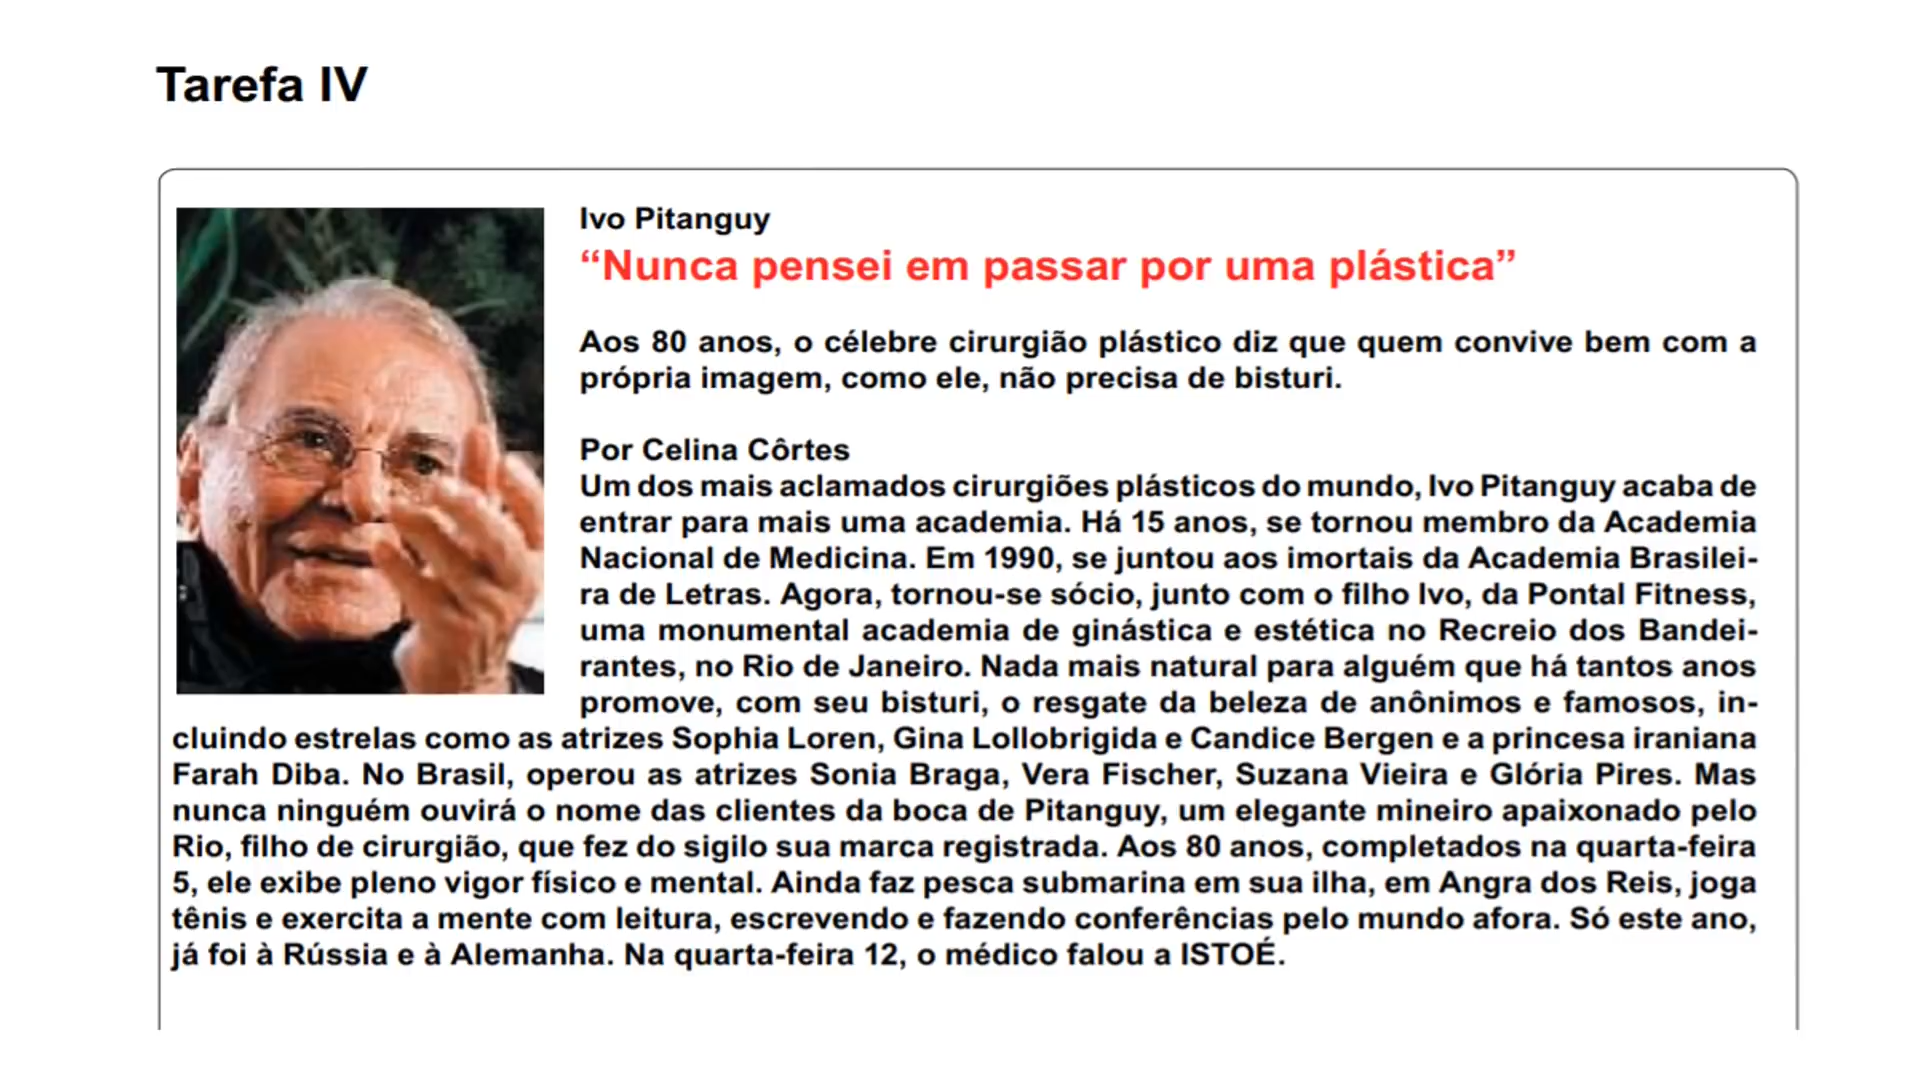 Tarefa IV
Ivo Pitanguy
“Nunca pensei em passar por uma plástica”
Aos 80 anos, o célebre cirurgião plástico diz que quem convive bem com a
própria imagem, como ele, não precisa de bisturi.
Por Celina Côrtes
Um dos mais aclamados cirurgiões plásticos do mundo, Ivo Pitanguy acaba de
entrar para mais uma academia. Há 15 anos, se tornou membro da Academia
Nacional de Medicina. Em 1990, se juntou aos imortais da Academia Brasilei-
ra de Letras. Agora, tornou-se sócio, junto com o filho Ivo, da Pontal Fitness,
uma monumental academia de ginástica e estética no Recreio dos Bandei-
rantes, no Rio de Janeiro. Nada mais natural para alguém que há tantos anos
promove, com seu bisturi, o resgate da beleza de anônimos e famosos, in-
cluindo estrelas como as atrizes Sophia Loren, Gina Lollobrigida e Candice Bergen e a princesa iraniana
Farah Diba. No Brasil, operou as atrizes Sonia Braga, Vera Fischer, Suzana Vieira e Glória Pires. Mas
nunca ninguém ouvirá o nome das clientes da boca de Pitanguy, um elegante mineiro apaixonado pelo
Rio, filho de cirurgião, que fez do sigilo sua marca registrada. Aos 80 anos, completados na quarta-feira
5, ele exibe pleno vigor físico e mental. Ainda faz pesca submarina em sua ilha, em Angra dos Reis, joga
tênis e exercita a mente com leitura, escrevendo e fazendo conferências pelo mundo afora. Só este ano,
já foi à Rússia e à Alemanha. Na quarta-feira 12, o médico falou a ISTOÉ.